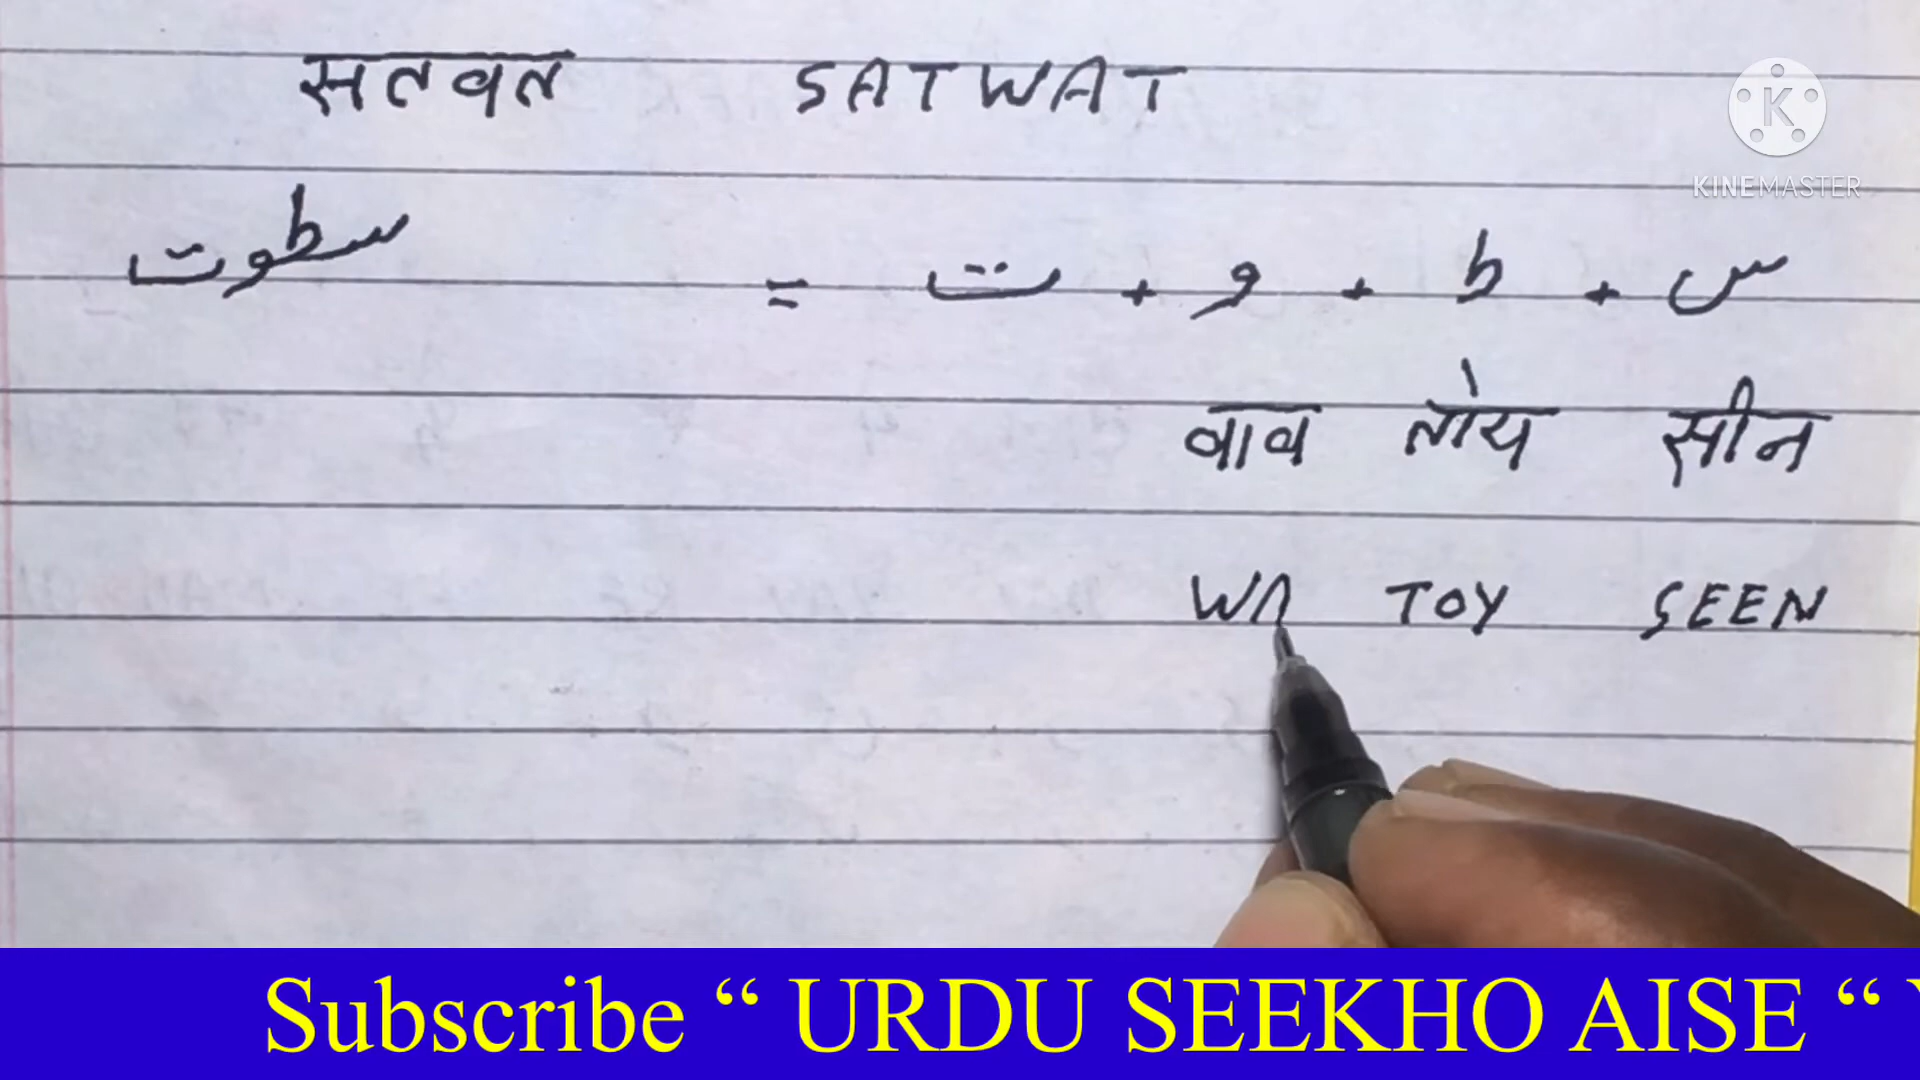 सतवत SATWAT
K
KINEMASTER
س + ط + و + ت = سطوت
वाव तोय सीन
WA TOY SEEN
Subscribe “ URDU SEEKHO AISE “ Y